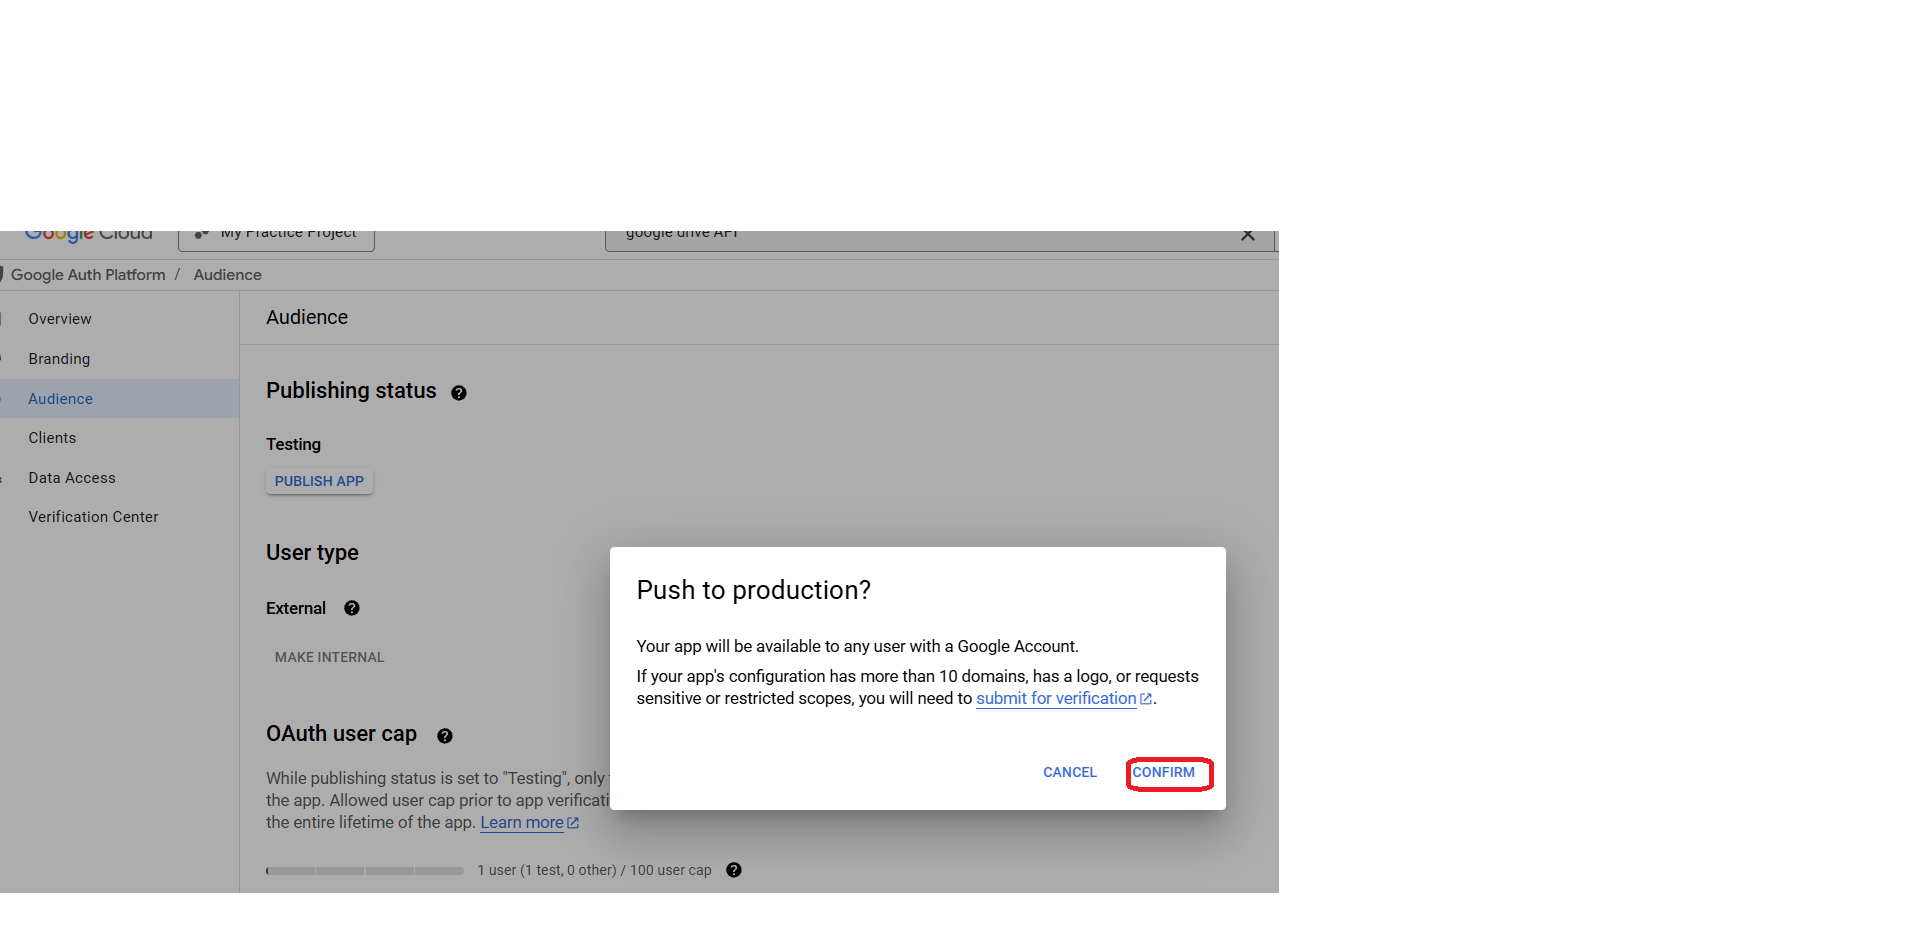 Google Cloud
My Practice Project
google drive API
Google Auth Platform / Audience
Overview
Branding
Audience
Clients
Data Access
Verification Center
Audience
Publishing status
Testing
PUBLISH APP
User type
External
MAKE INTERNAL
OAuth user cap
While publishing status is set to "Testing", only
the app. Allowed user cap prior to app verificati
the entire lifetime of the app. Learn more
1 user (1 test, 0 other) / 100 user cap
Push to production?
Your app will be available to any user with a Google Account.
If your app's configuration has more than 10 domains, has a logo, or requests
sensitive or restricted scopes, you will need to submit for verification.
CANCEL
CONFIRM